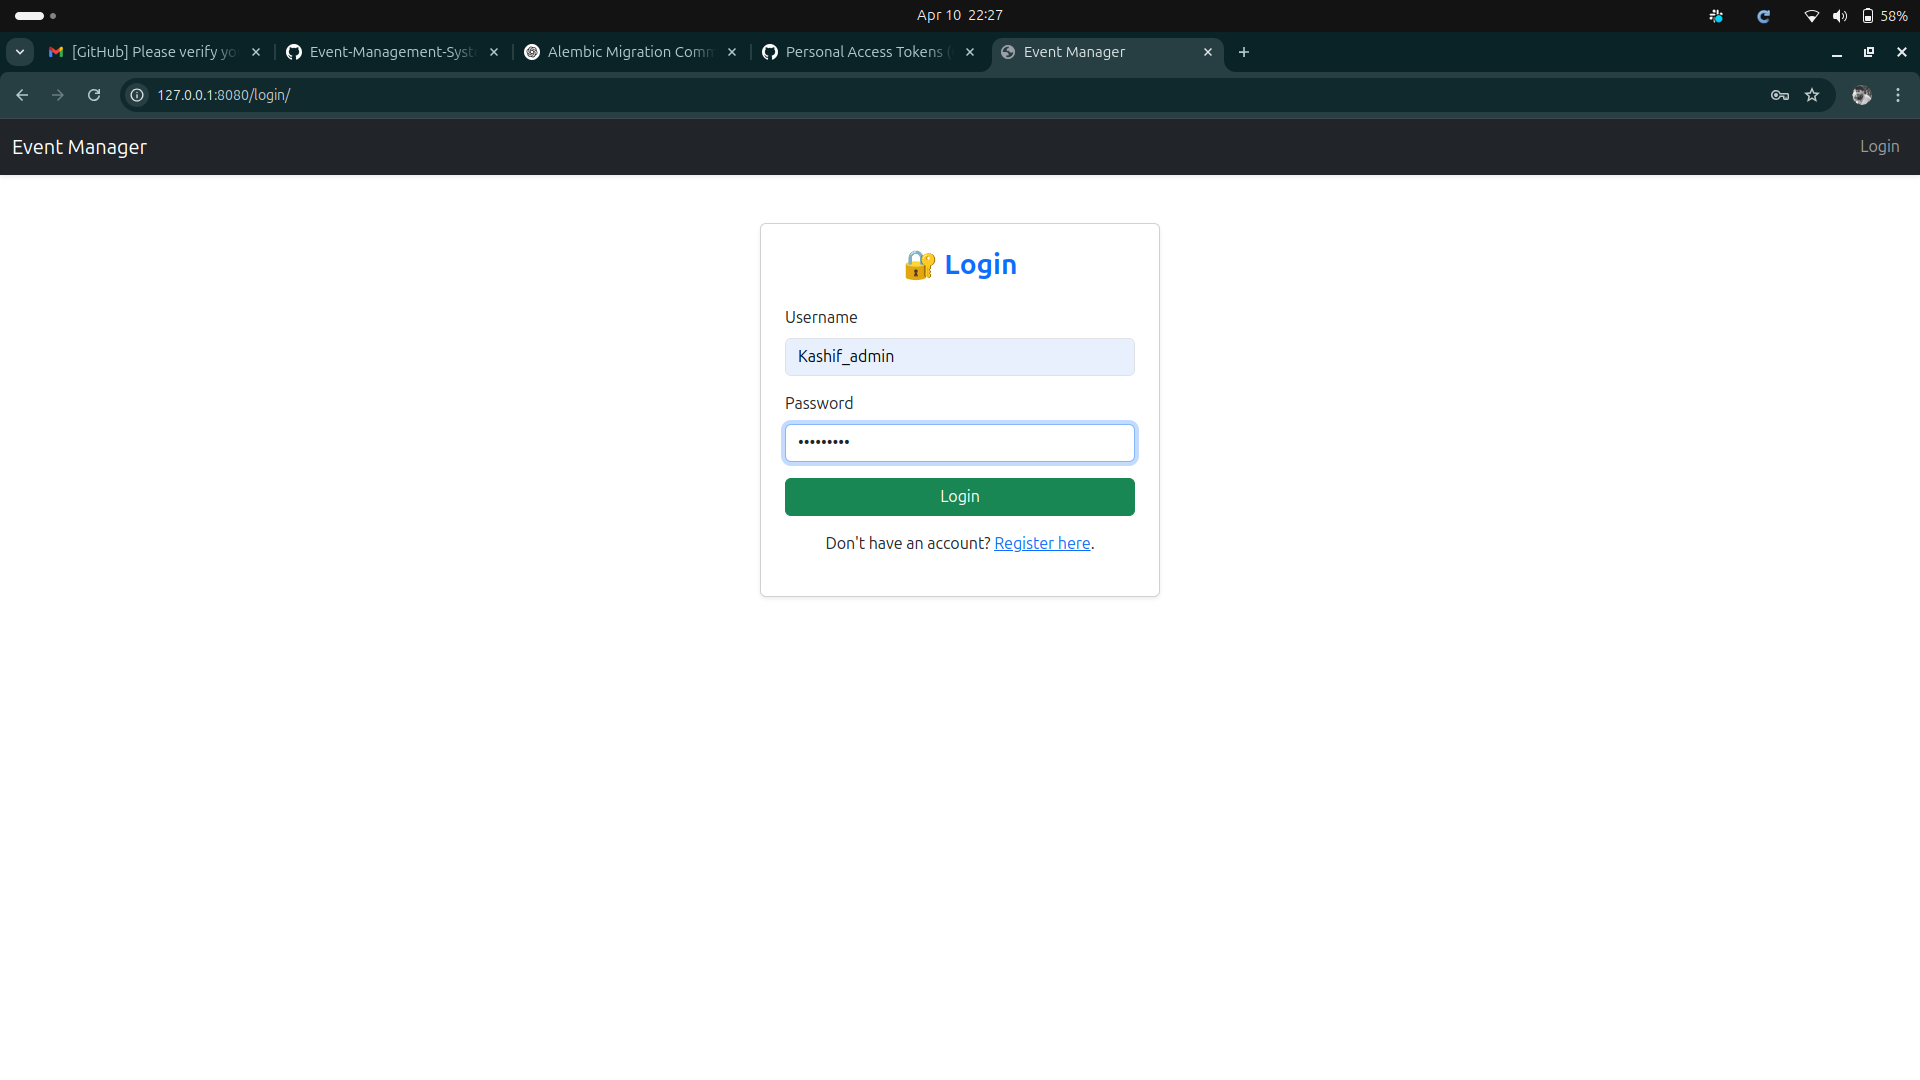 Apr 10 22:27
58%
[GitHub] Please verify yo
Event-Management-Syst
Alembic Migration Comm
Personal Access Tokens (
Event Manager
127.0.0.1:8080/login/
Event Manager
Login
🔐 Login
Username
Kashif_admin
Password
•••••••••
Login
Don't have an account? Register here.